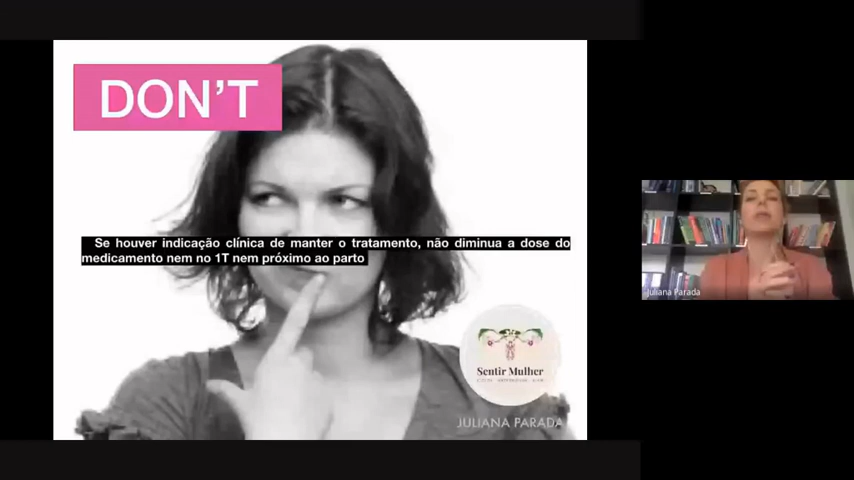 DON'T
Se houver indicação clínica de manter o tratamento, não diminua a dose do
medicamento nem no 1T nem próximo ao parto
Sentir Mulher
JULIANA PARADA
Juliana Parada